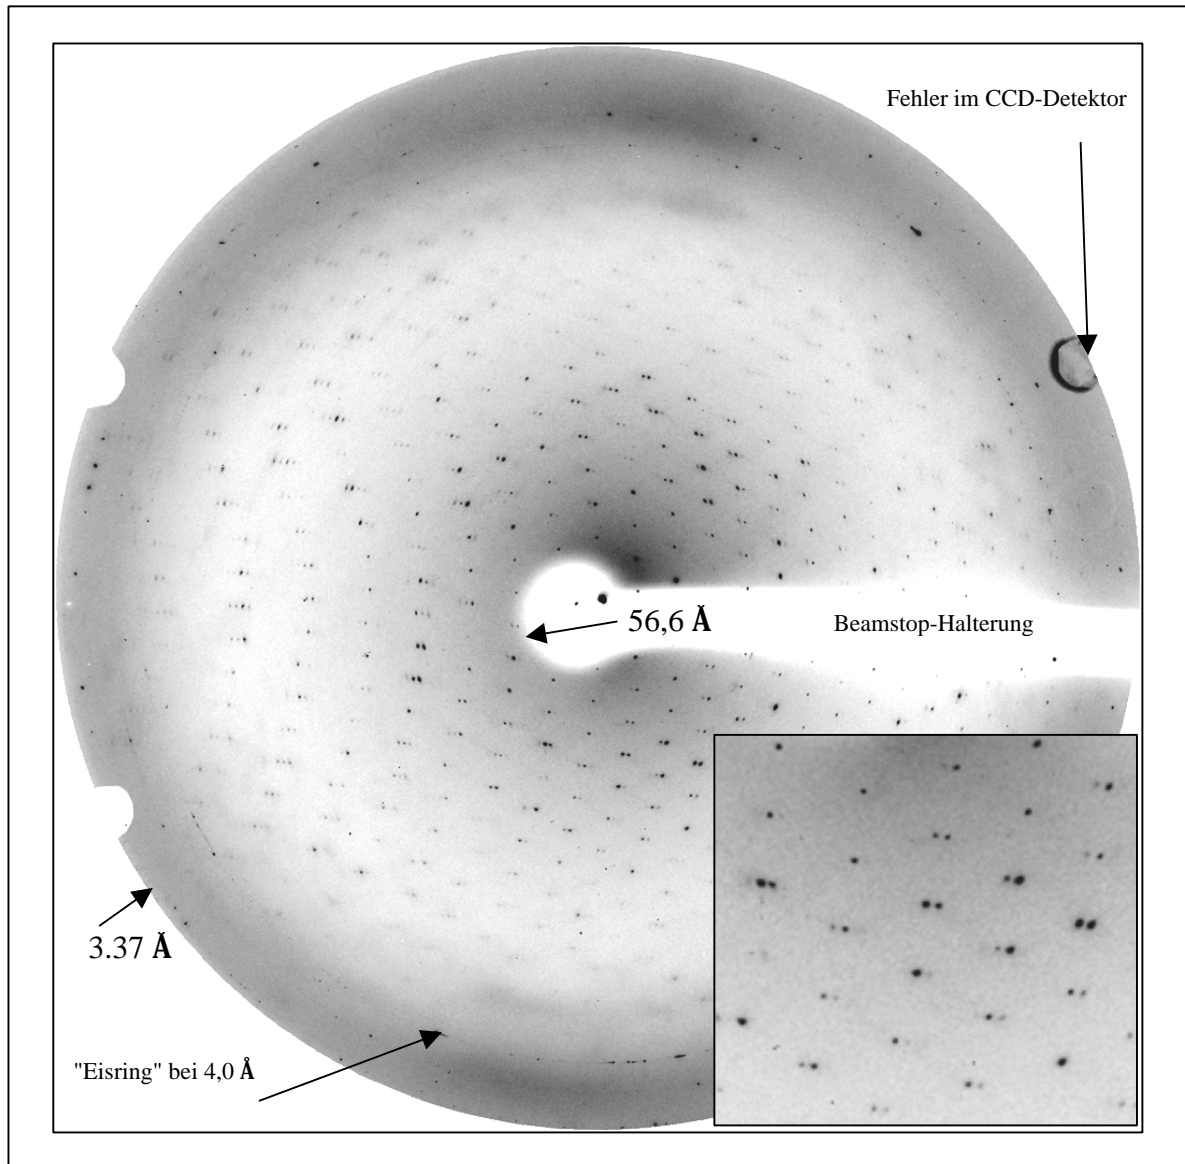 Fehler im CCD-Detektor
56,6 Å
Beamstop-Halterung
3.37 Å
"Eisring" bei 4,0 Å